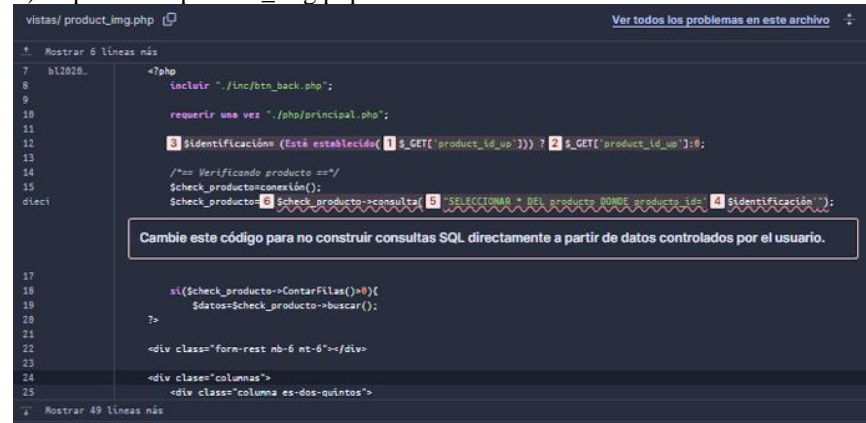 vistas/ product_img.php Ver todos los problemas en este archivo
Mostrar 6 líneas más
7 bl2020… <?php
8 incluir "./inc/btn_back.php";
9
10 requerir una vez "./php/principal.php";
11
12 3 $identificación= (Está establecido( 1 $_GET['product_id_up'])) ? 2 $_GET['product_id_up']:0;
13
14 /*== Verificando producto ==*/
15 $check_producto=conexión();
dieci $check_producto= 6 $check_producto->consulta( 5 "SELECCIONAR * DEL producto DONDE producto_id=' 4 $identificación'");
Cambie este código para no construir consultas SQL directamente a partir de datos controlados por el usuario.
17
18 si($check_producto->ContarFilas()>0){
19 $datos=$check_producto->buscar();
20 ?>
21
22 <div class="form-rest mb-6 mt-6"></div>
23
24 <div clase="columnas">
25 <div class="columna es-dos-quintos">
Mostrar 49 líneas más